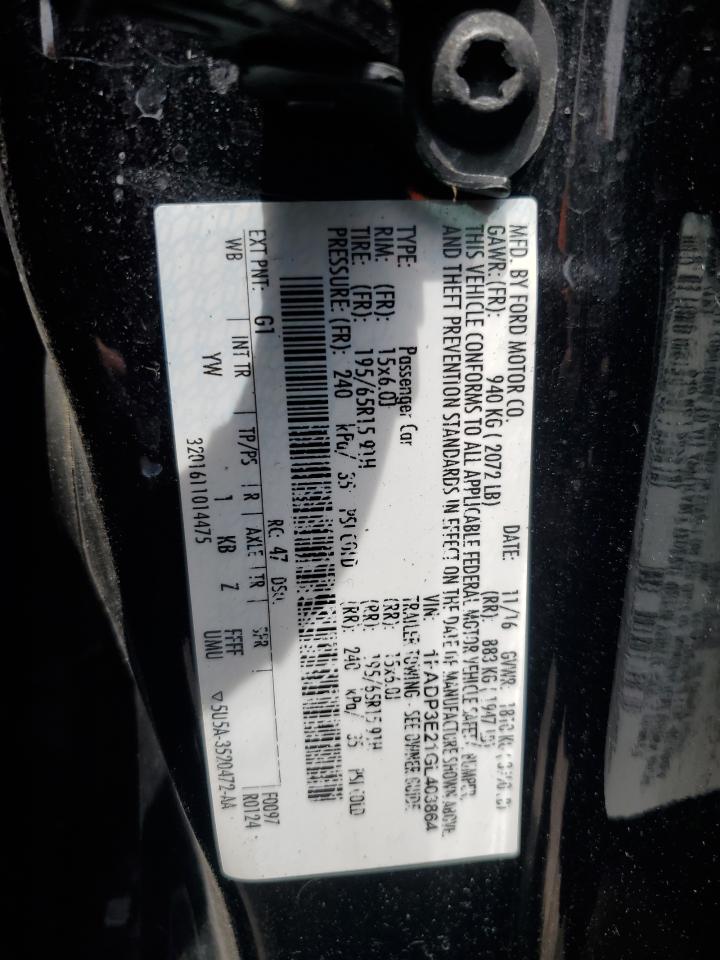 MFD. BY FORD MOTOR CO.
DATE: 11/16 GVWR:
GAWR: (FR): 940 KG ( 2072 LB) (RR): 883 KG ( 1947 LB)
THIS VEHICLE CONFORMS TO ALL APPLICABLE FEDERAL MOTOR VEHICLE SAFETY BUMPER,
AND THEFT PREVENTION STANDARDS IN EFFECT ON THE DATE OF MANUFACTURE SHOWN ABOVE.
VIN: 1FADP3E21GL403864
TYPE: Passenger Car TRAILER TOWING - SEE OWNER GUIDE
RIM: (FR): 15x6.0J (RR): 15x6.0J
TIRE: (FR): 195/65R15 91H (RR): 195/65R15 91H
PRESSURE: (FR): 240 kPa/ 35 PSI COLD (RR): 240 kPa/ 35 PSI COLD
EXT PNT: G1 RC: 47 DSO: F0097
R0124
WB INT TR TP/PS R AXLE TR SPR
YW 1 KB Z FFFF
UMU
3201611014475 ▽5U5A-3520472-AA